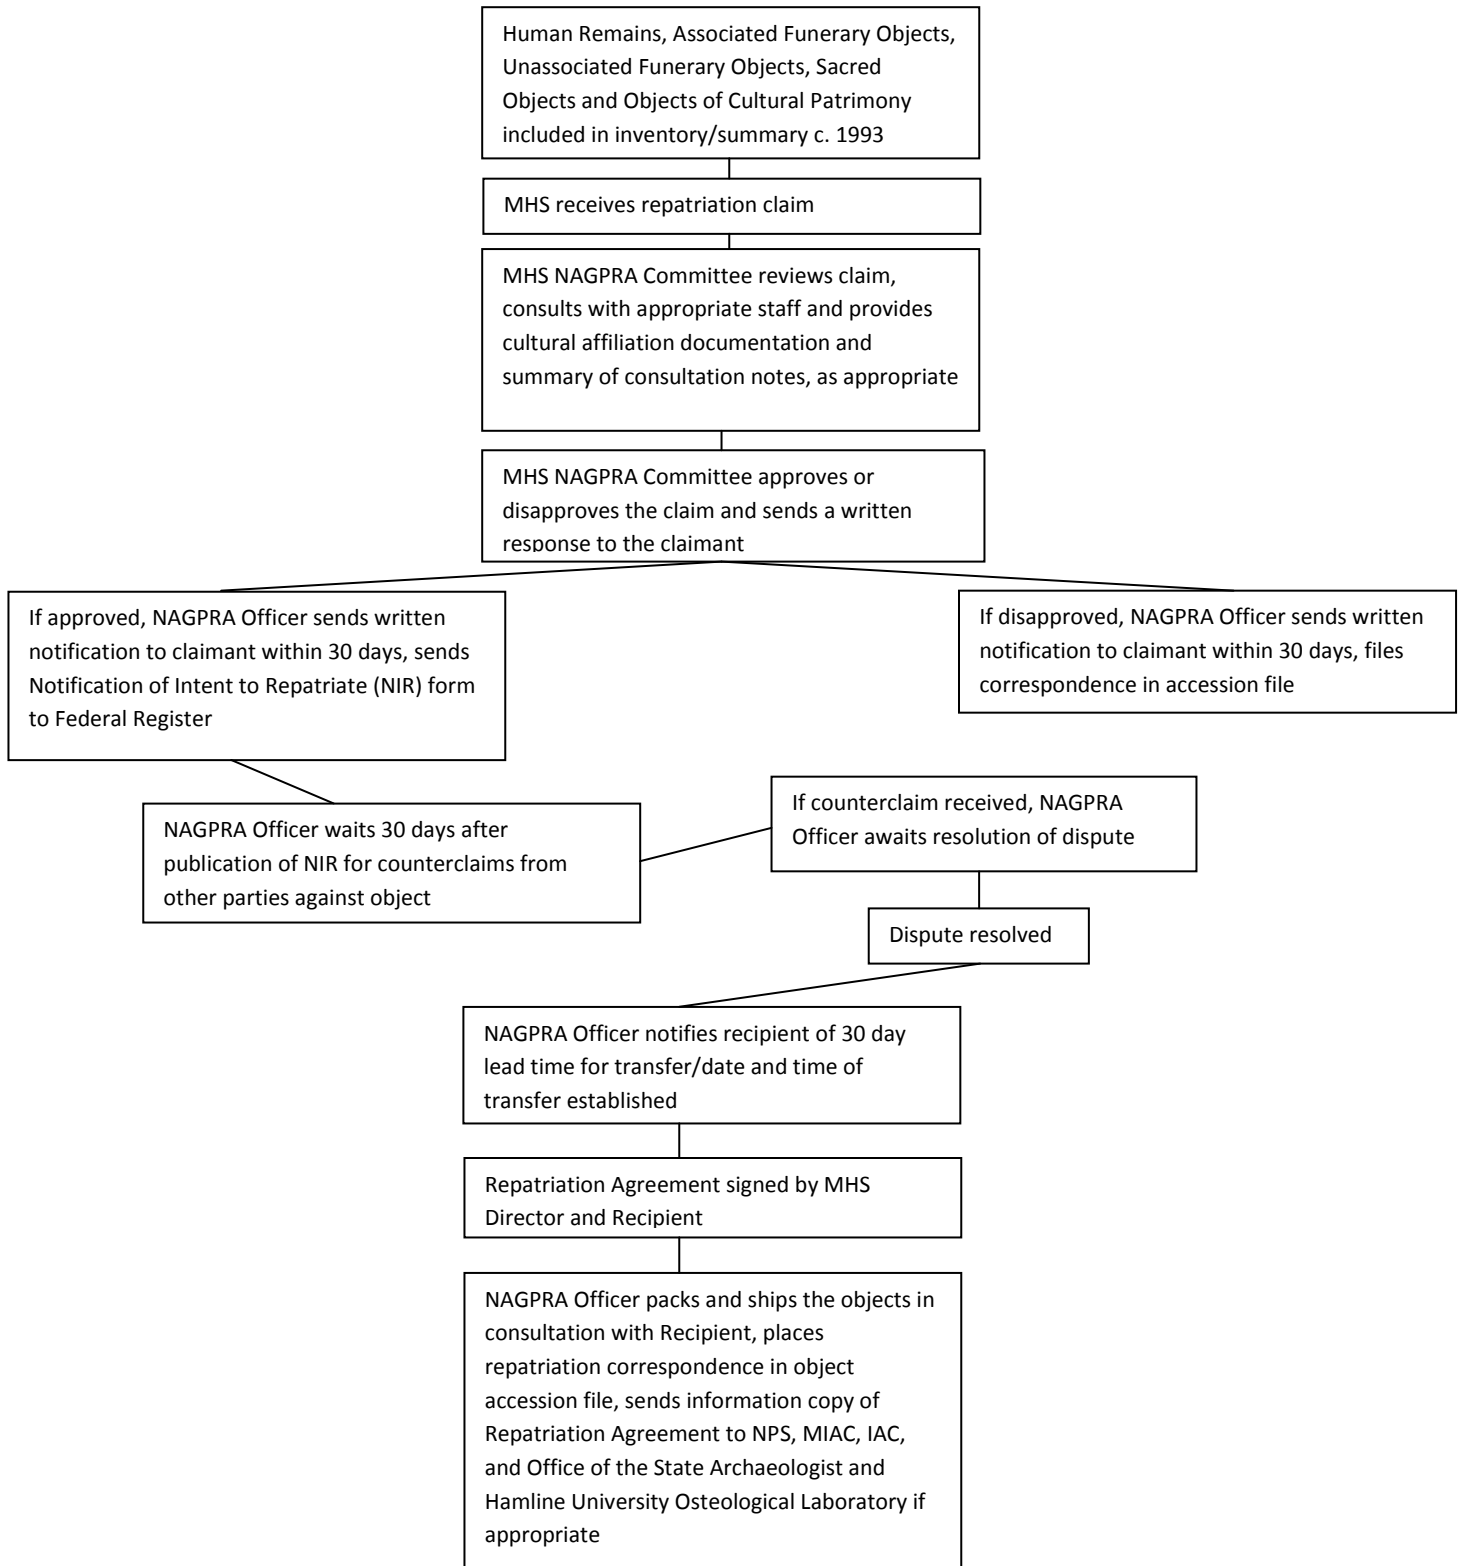 Human Remains, Associated Funerary Objects,
Unassociated Funerary Objects, Sacred
Objects and Objects of Cultural Patrimony
included in inventory/summary c. 1993
MHS receives repatriation claim
MHS NAGPRA Committee reviews claim,
consults with appropriate staff and provides
cultural affiliation documentation and
summary of consultation notes, as appropriate
MHS NAGPRA Committee approves or
disapproves the claim and sends a written
response to the claimant
If approved, NAGPRA Officer sends written
notification to claimant within 30 days, sends
Notification of Intent to Repatriate (NIR) form
to Federal Register
If disapproved, NAGPRA Officer sends written
notification to claimant within 30 days, files
correspondence in accession file
NAGPRA Officer waits 30 days after
publication of NIR for counterclaims from
other parties against object
If counterclaim received, NAGPRA
Officer awaits resolution of dispute
Dispute resolved
NAGPRA Officer notifies recipient of 30 day
lead time for transfer/date and time of
transfer established
Repatriation Agreement signed by MHS
Director and Recipient
NAGPRA Officer packs and ships the objects in
consultation with Recipient, places
repatriation correspondence in object
accession file, sends information copy of
Repatriation Agreement to NPS, MIAC, IAC,
and Office of the State Archaeologist and
Hamline University Osteological Laboratory if
appropriate